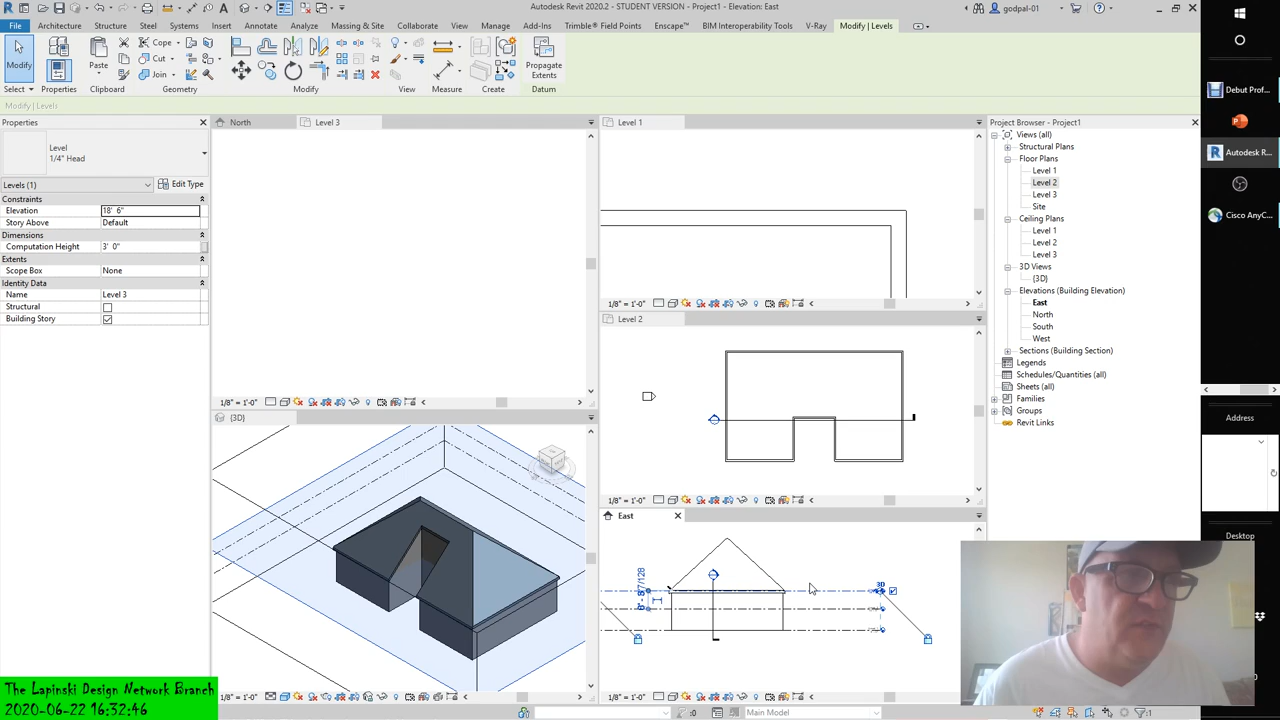 Autodesk Revit 2020.2 - STUDENT VERSION - Project1 - Elevation: East
godpal-01
File Architecture Structure Steel Systems Insert Annotate Analyze Massing & Site Collaborate View Manage Add-Ins Trimble® Field Points Enscape™ BIM Interoperability Tools V-Ray Modify | Levels
Modify
Paste
Cope
Cut
Join
Propagate
Extents
Select Properties Clipboard Geometry Modify View Measure Create Datum
Modify | Levels
Properties
Level
1/4" Head
Levels (1)
Edit Type
Constraints
Elevation 18' 6"
Story Above Default
Dimensions
Computation Height 3' 0"
Extents
Scope Box None
Identity Data
Name Level 3
Structural
Building Story
North Level 3
1/8" = 1'-0"
{3D}
1/8" = 1'-0"
Level 1
1/8" = 1'-0"
Level 2
1/8" = 1'-0"
East
3D
1/8" = 1'-0"
Project Browser - Project1
Views (all)
Structural Plans
Floor Plans
Level 1
Level 2
Level 3
Site
Ceiling Plans
Level 1
Level 2
Level 3
3D Views
{3D}
Elevations (Building Elevation)
East
North
South
West
Sections (Building Section)
Legends
Schedules/Quantities (all)
Sheets (all)
Families
Groups
Revit Links
:0
Main Model
:1
Debut Prof...
Autodesk R...
Cisco AnyC...
Address
Desktop
The Lapinski Design Network Branch
2020-06-22 16:32:46